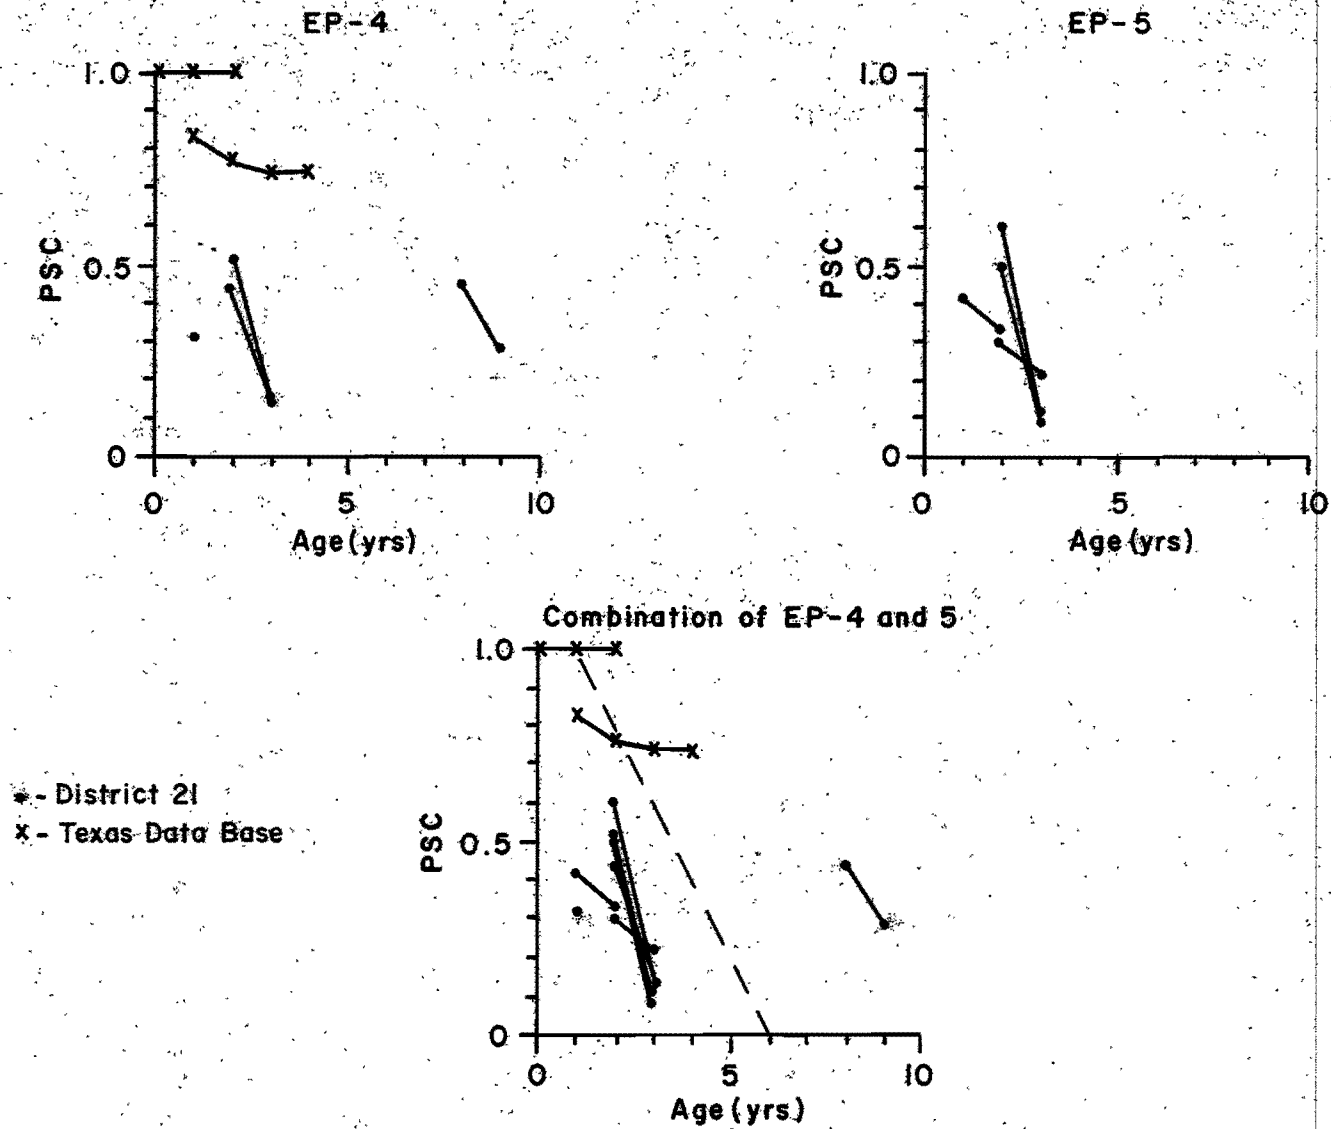 EP-4
1.0
PSC
0.5
0
0 5 10
Age (yrs)
EP-5
1.0
PSC
0.5
0
0 5 10
Age (yrs)
Combination of EP-4 and 5
1.0
PSC
0.5
0
0 5 10
Age (yrs)
• - District 21
x - Texas Data Base